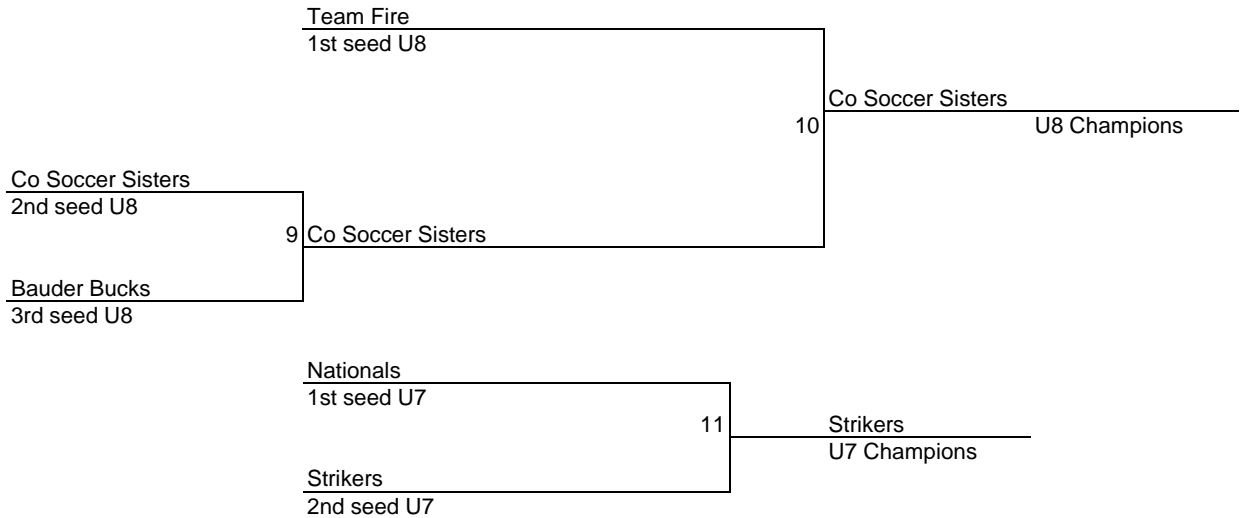 Team Fire
1st seed U8
Co Soccer Sisters
10
U8 Champions
Co Soccer Sisters
2nd seed U8
9 Co Soccer Sisters
Bauder Bucks
3rd seed U8
Nationals
1st seed U7
11
Strikers
U7 Champions
Strikers
2nd seed U7